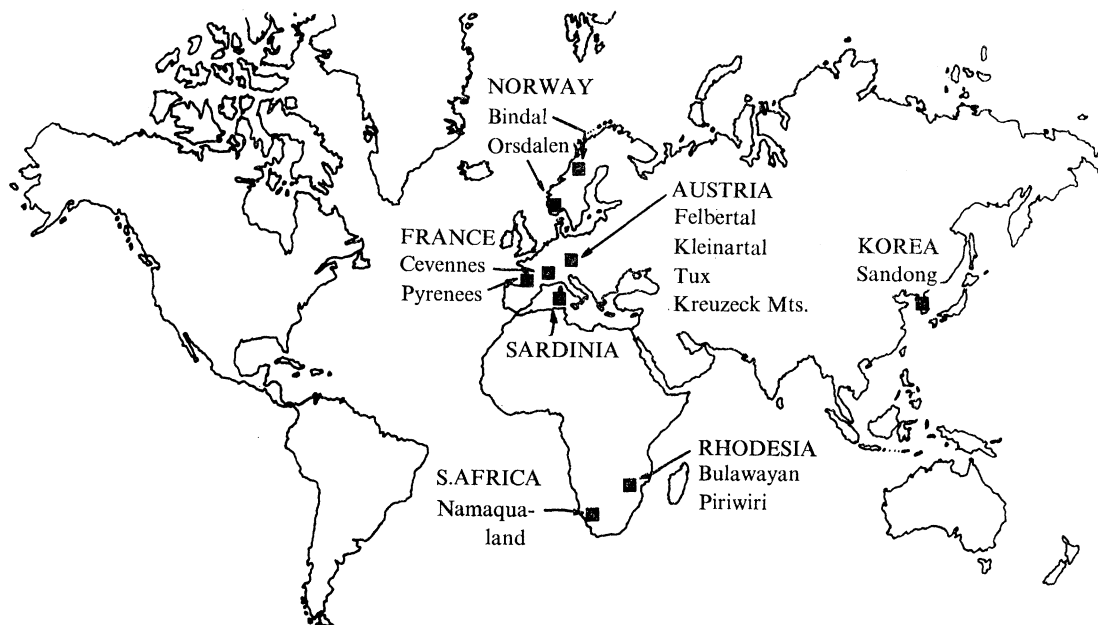 NORWAY
Bindal
Orsdalen
AUSTRIA
Felbertal
Kleinartal
Tux
Kreuzeck Mts.
FRANCE
Cevennes
Pyrenees
KOREA
Sandong
SARDINIA
RHODESIA
Bulawayan
Piriwiri
S.AFRICA
Namaqua-
land